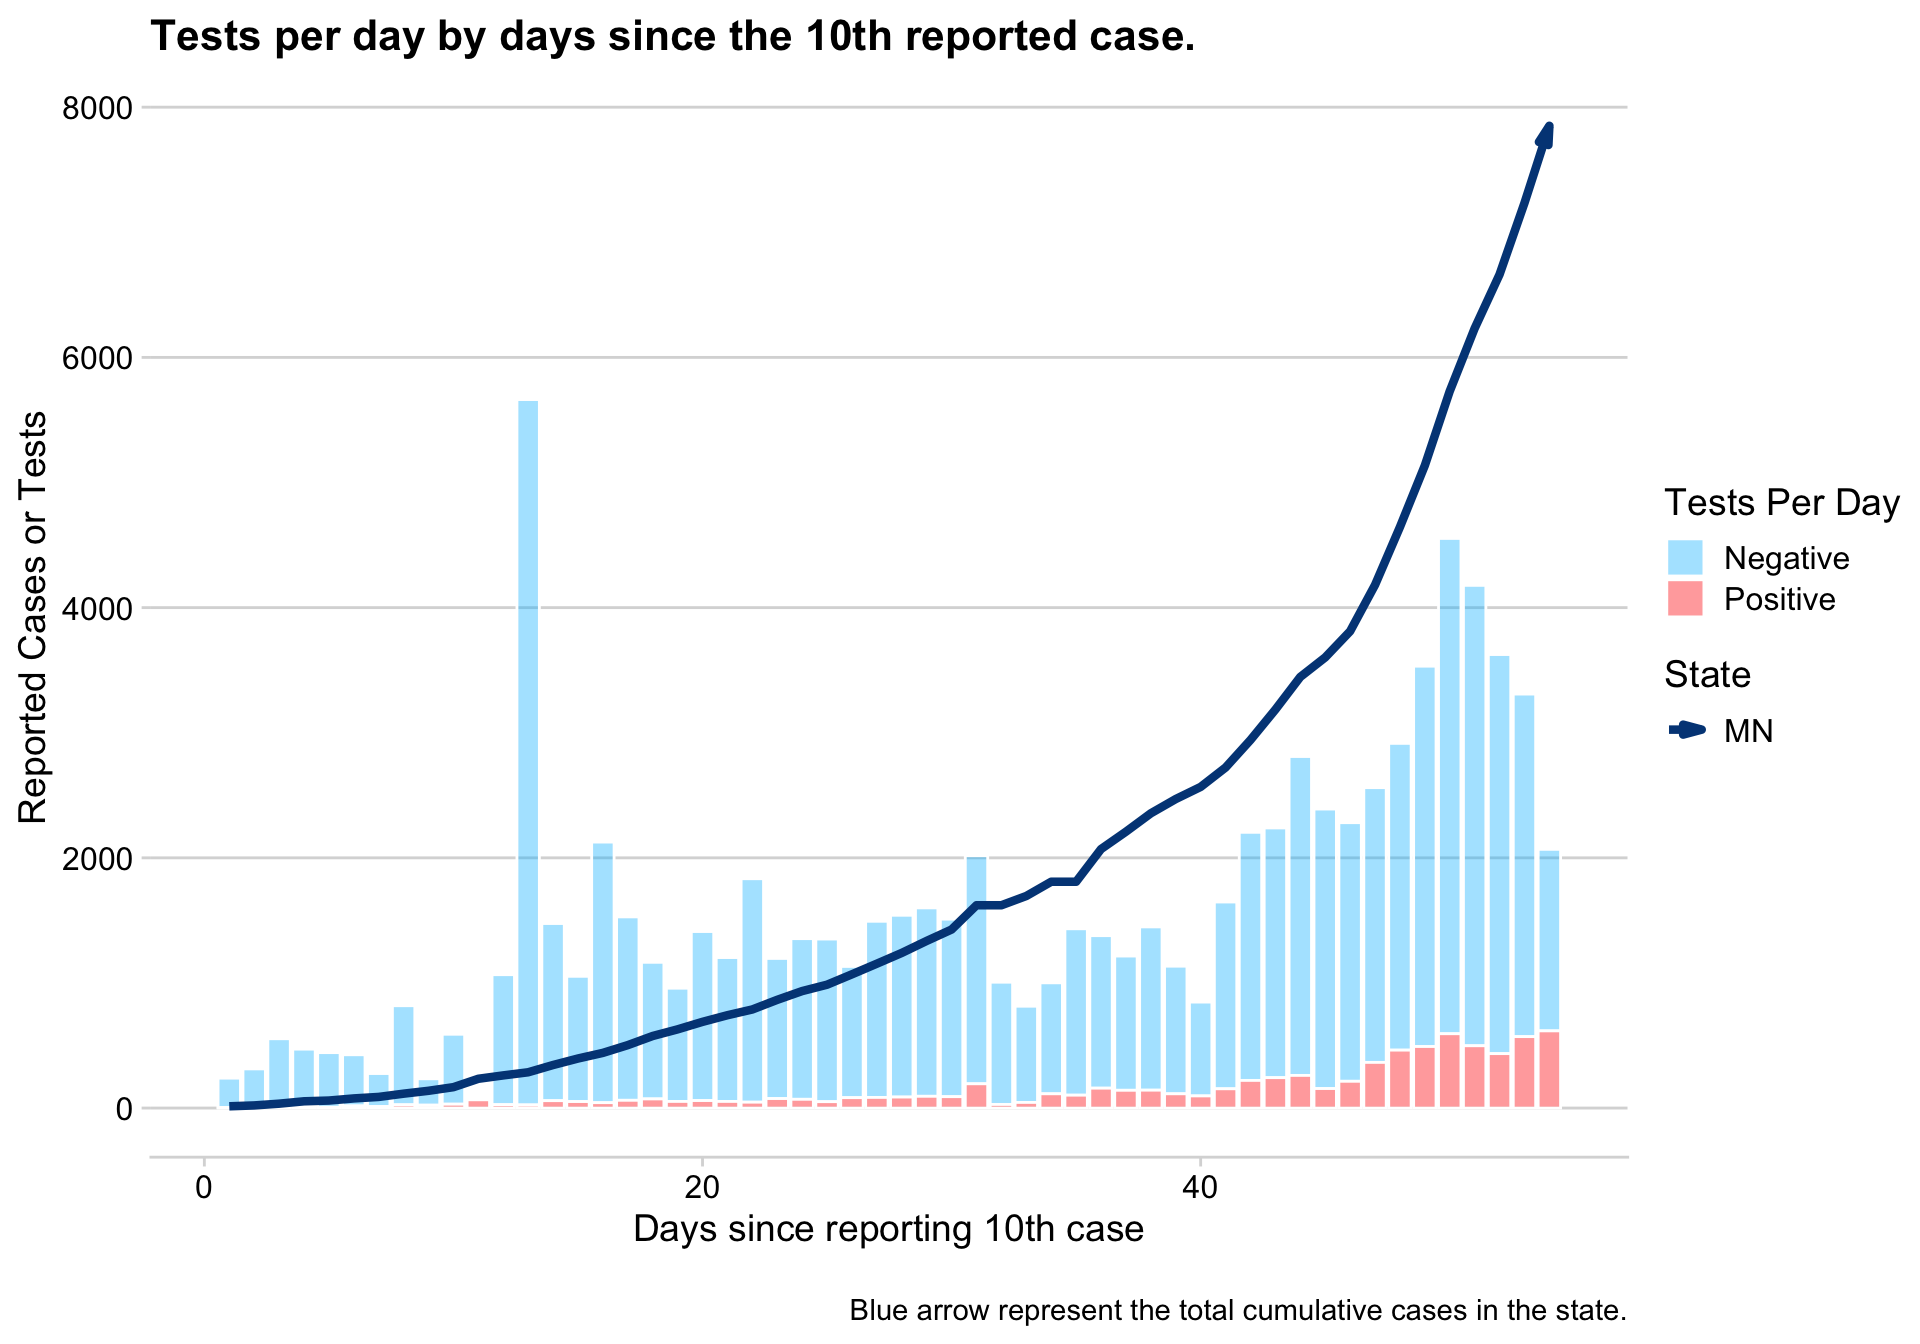 Tests per day by days since the 10th reported case.
8000
6000
4000
2000
0
Reported Cases or Tests
0
20
40
Days since reporting 10th case
Tests Per Day
Negative
Positive
State
MN
Blue arrow represent the total cumulative cases in the state.